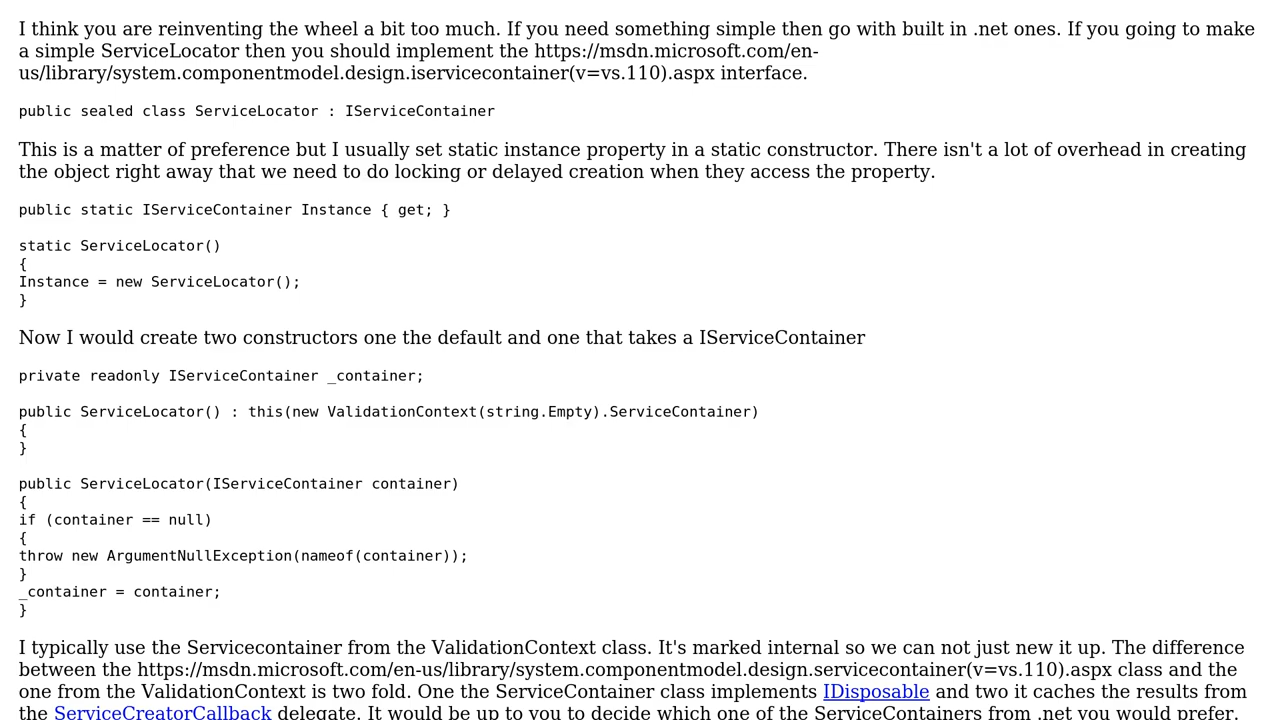 I think you are reinventing the wheel a bit too much. If you need something simple then go with built in .net ones. If you going to make
a simple ServiceLocator then you should implement the https://msdn.microsoft.com/en-
us/library/system.componentmodel.design.iservicecontainer(v=vs.110).aspx interface.
public sealed class ServiceLocator : IServiceContainer
This is a matter of preference but I usually set static instance property in a static constructor. There isn't a lot of overhead in creating
the object right away that we need to do locking or delayed creation when they access the property.
public static IServiceContainer Instance { get; }
static ServiceLocator()
{
Instance = new ServiceLocator();
}
Now I would create two constructors one the default and one that takes a IServiceContainer
private readonly IServiceContainer _container;
public ServiceLocator() : this(new ValidationContext(string.Empty).ServiceContainer)
{
}
public ServiceLocator(IServiceContainer container)
{
if (container == null)
{
throw new ArgumentNullException(nameof(container));
}
_container = container;
}
I typically use the Servicecontainer from the ValidationContext class. It's marked internal so we can not just new it up. The difference
between the https://msdn.microsoft.com/en-us/library/system.componentmodel.design.servicecontainer(v=vs.110).aspx class and the
one from the ValidationContext is two fold. One the ServiceContainer class implements IDisposable and two it caches the results from
the ServiceCreatorCallback delegate. It would be up to you to decide which one of the ServiceContainers from .net you would prefer.